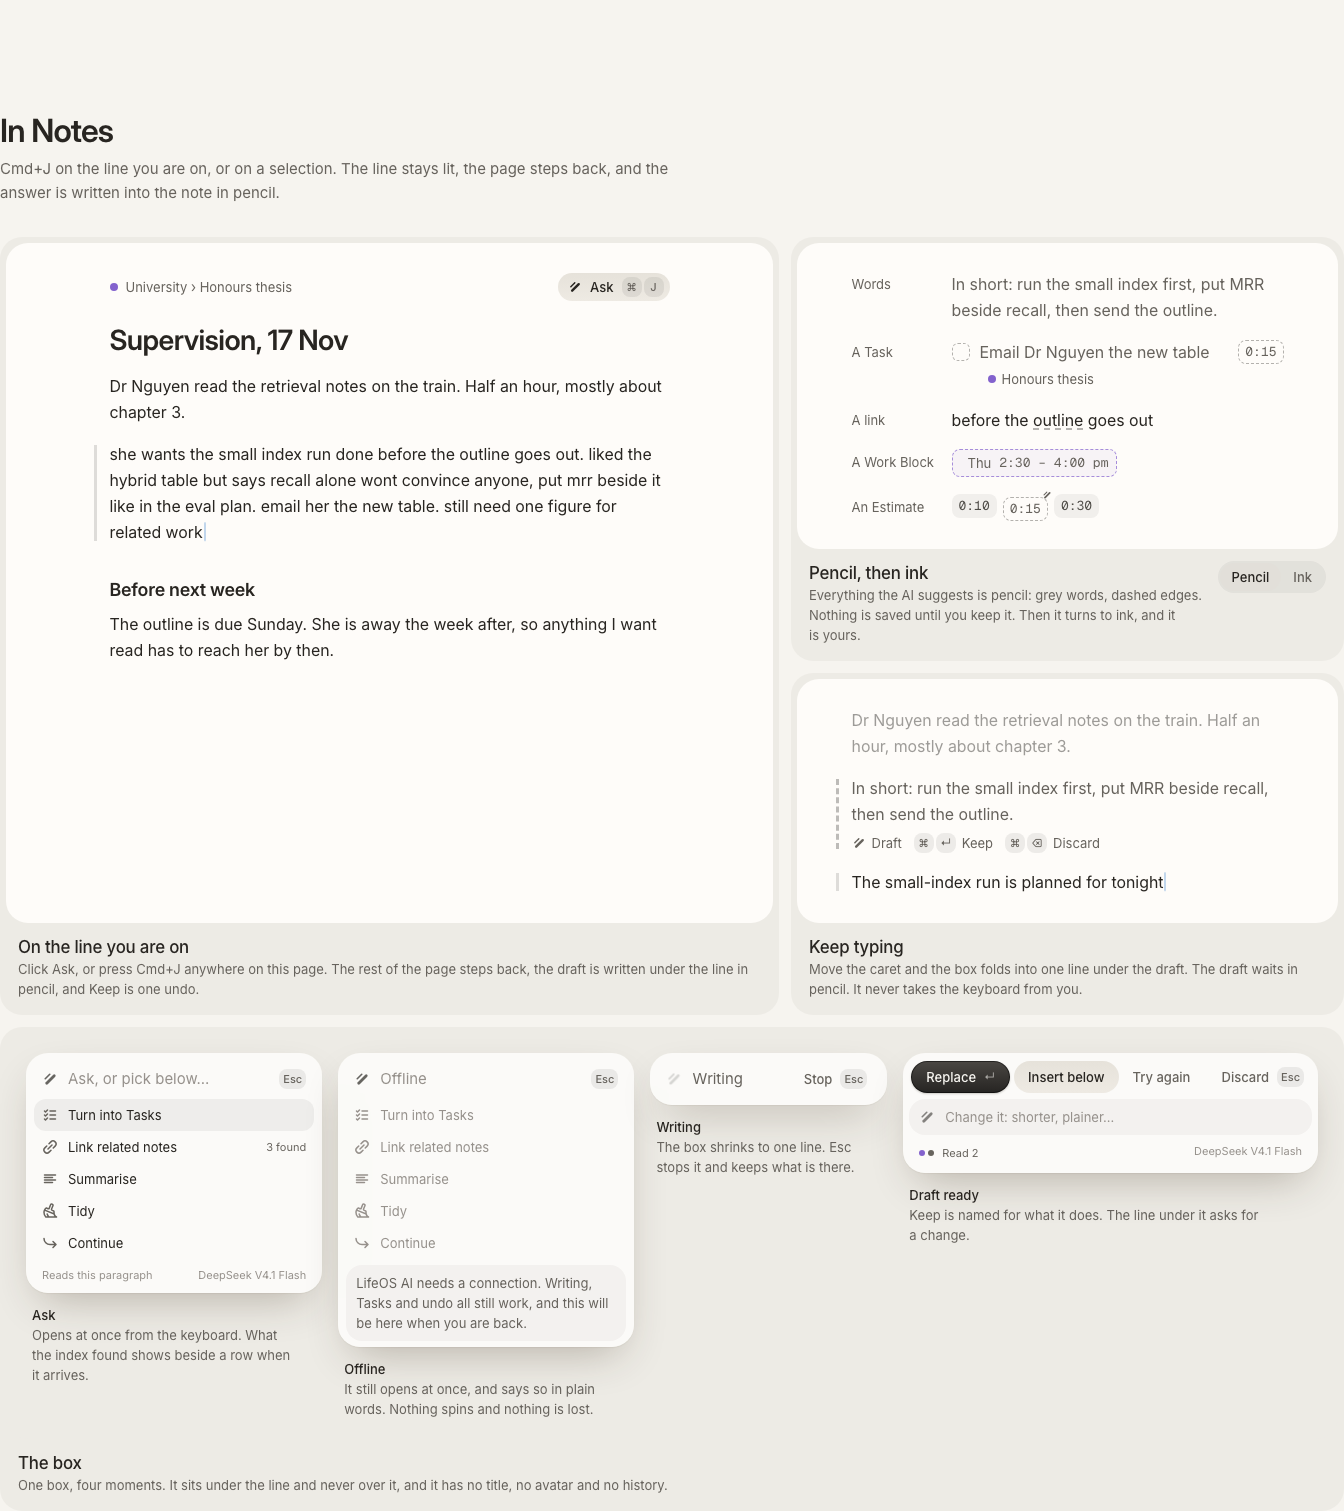 In Notes
Cmd+J on the line you are on, or on a selection. The line stays lit, the page steps back, and the
answer is written into the note in pencil.
University › Honours thesis
Ask ⌘ J
Supervision, 17 Nov
Dr Nguyen read the retrieval notes on the train. Half an hour, mostly about
chapter 3.
she wants the small index run done before the outline goes out. liked the
hybrid table but says recall alone wont convince anyone, put mrr beside it
like in the eval plan. email her the new table. still need one figure for
related work
Before next week
The outline is due Sunday. She is away the week after, so anything I want
read has to reach her by then.
On the line you are on
Click Ask, or press Cmd+J anywhere on this page. The rest of the page steps back, the draft is written under the line in
pencil, and Keep is one undo.
Words
In short: run the small index first, put MRR
beside recall, then send the outline.
A Task
Email Dr Nguyen the new table 0:15
Honours thesis
A link
before the outline goes out
A Work Block
Thu 2:30 – 4:00 pm
An Estimate
0:10 0:15 0:30
Pencil, then ink
Everything the AI suggests is pencil: grey words, dashed edges.
Nothing is saved until you keep it. Then it turns to ink, and it
is yours.
Pencil Ink
Dr Nguyen read the retrieval notes on the train. Half an
hour, mostly about chapter 3.
In short: run the small index first, put MRR beside recall,
then send the outline.
Draft ⌘ ↵ Keep ⌘ ⌫ Discard
The small-index run is planned for tonight
Keep typing
Move the caret and the box folds into one line under the draft. The draft waits in
pencil. It never takes the keyboard from you.
Ask, or pick below... Esc
Turn into Tasks
Link related notes 3 found
Summarise
Tidy
Continue
Reads this paragraph DeepSeek V4.1 Flash
Ask
Opens at once from the keyboard. What
the index found shows beside a row when
it arrives.
Offline Esc
Turn into Tasks
Link related notes
Summarise
Tidy
Continue
LifeOS AI needs a connection. Writing,
Tasks and undo all still work, and this will
be here when you are back.
Offline
It still opens at once, and says so in plain
words. Nothing spins and nothing is lost.
Writing Stop Esc
Writing
The box shrinks to one line. Esc
stops it and keeps what is there.
Replace ↵ Insert below Try again Discard Esc
Change it: shorter, plainer...
Read 2 DeepSeek V4.1 Flash
Draft ready
Keep is named for what it does. The line under it asks for
a change.
The box
One box, four moments. It sits under the line and never over it, and it has no title, no avatar and no history.